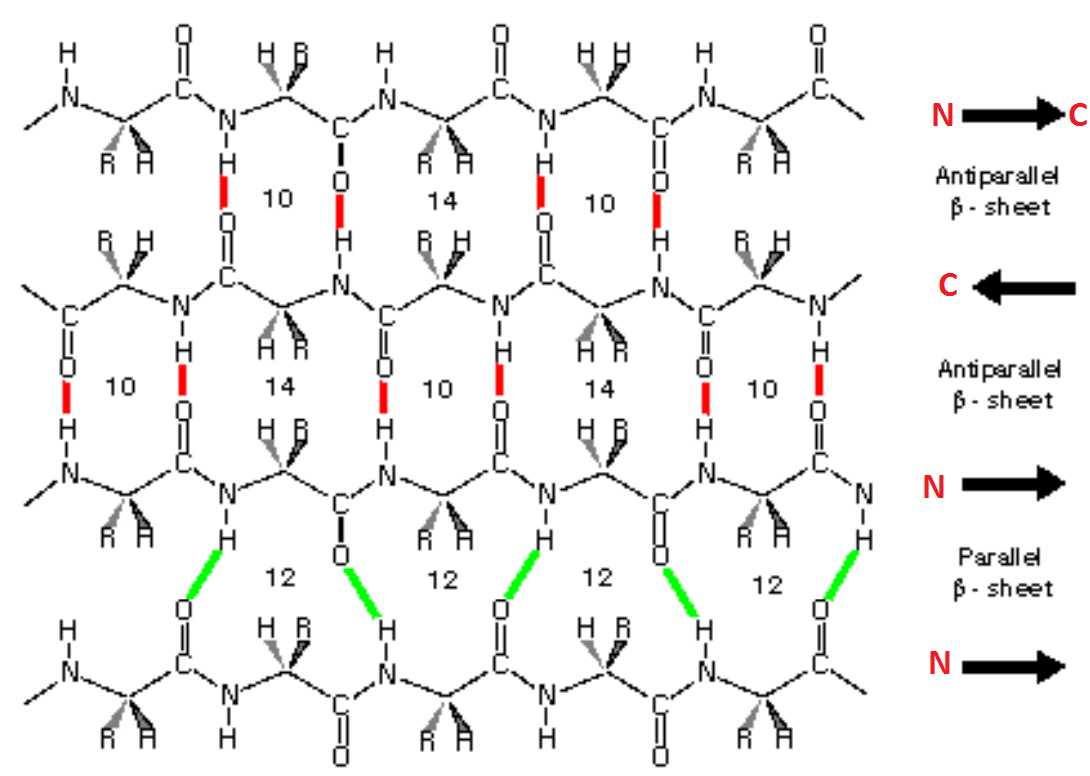 O O O
H H R H H H H
N C N C N C
N C N C N C
R H H R H H R H
O O Antiparallel
10 14 10 β - sheet
O O
R H H R H H R H
C N C N C
C N C N C N
H H R H H R H
O O O Antiparallel
10 14 10 14 10 β - sheet
O O O
H H R H H R H
N C N C N C
N C N C N N
R H H R H H R H H
O O Parallel
12 12 12 12 β - sheet
O O O
H H R H H R H
N C N C N C N
N C N C
R H H R H H R H
O O